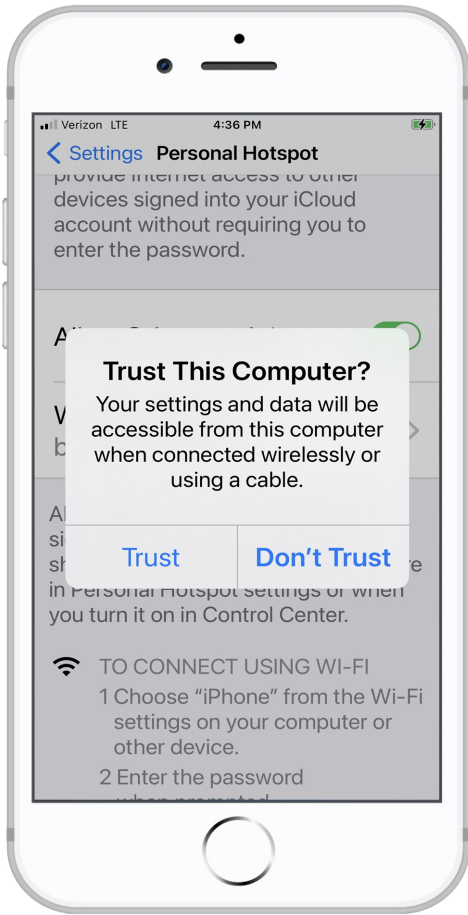 Verizon LTE 4:36 PM
Settings Personal Hotspot
provide Internet access to other
devices signed into your iCloud
account without requiring you to
enter the password.
Trust This Computer?
Your settings and data will be
accessible from this computer
when connected wirelessly or
using a cable.
Trust Don't Trust
in Personal Hotspot settings or when
you turn it on in Control Center.
TO CONNECT USING WI-FI
1 Choose “iPhone” from the Wi-Fi
settings on your computer or
other device.
2 Enter the password
when prompted.